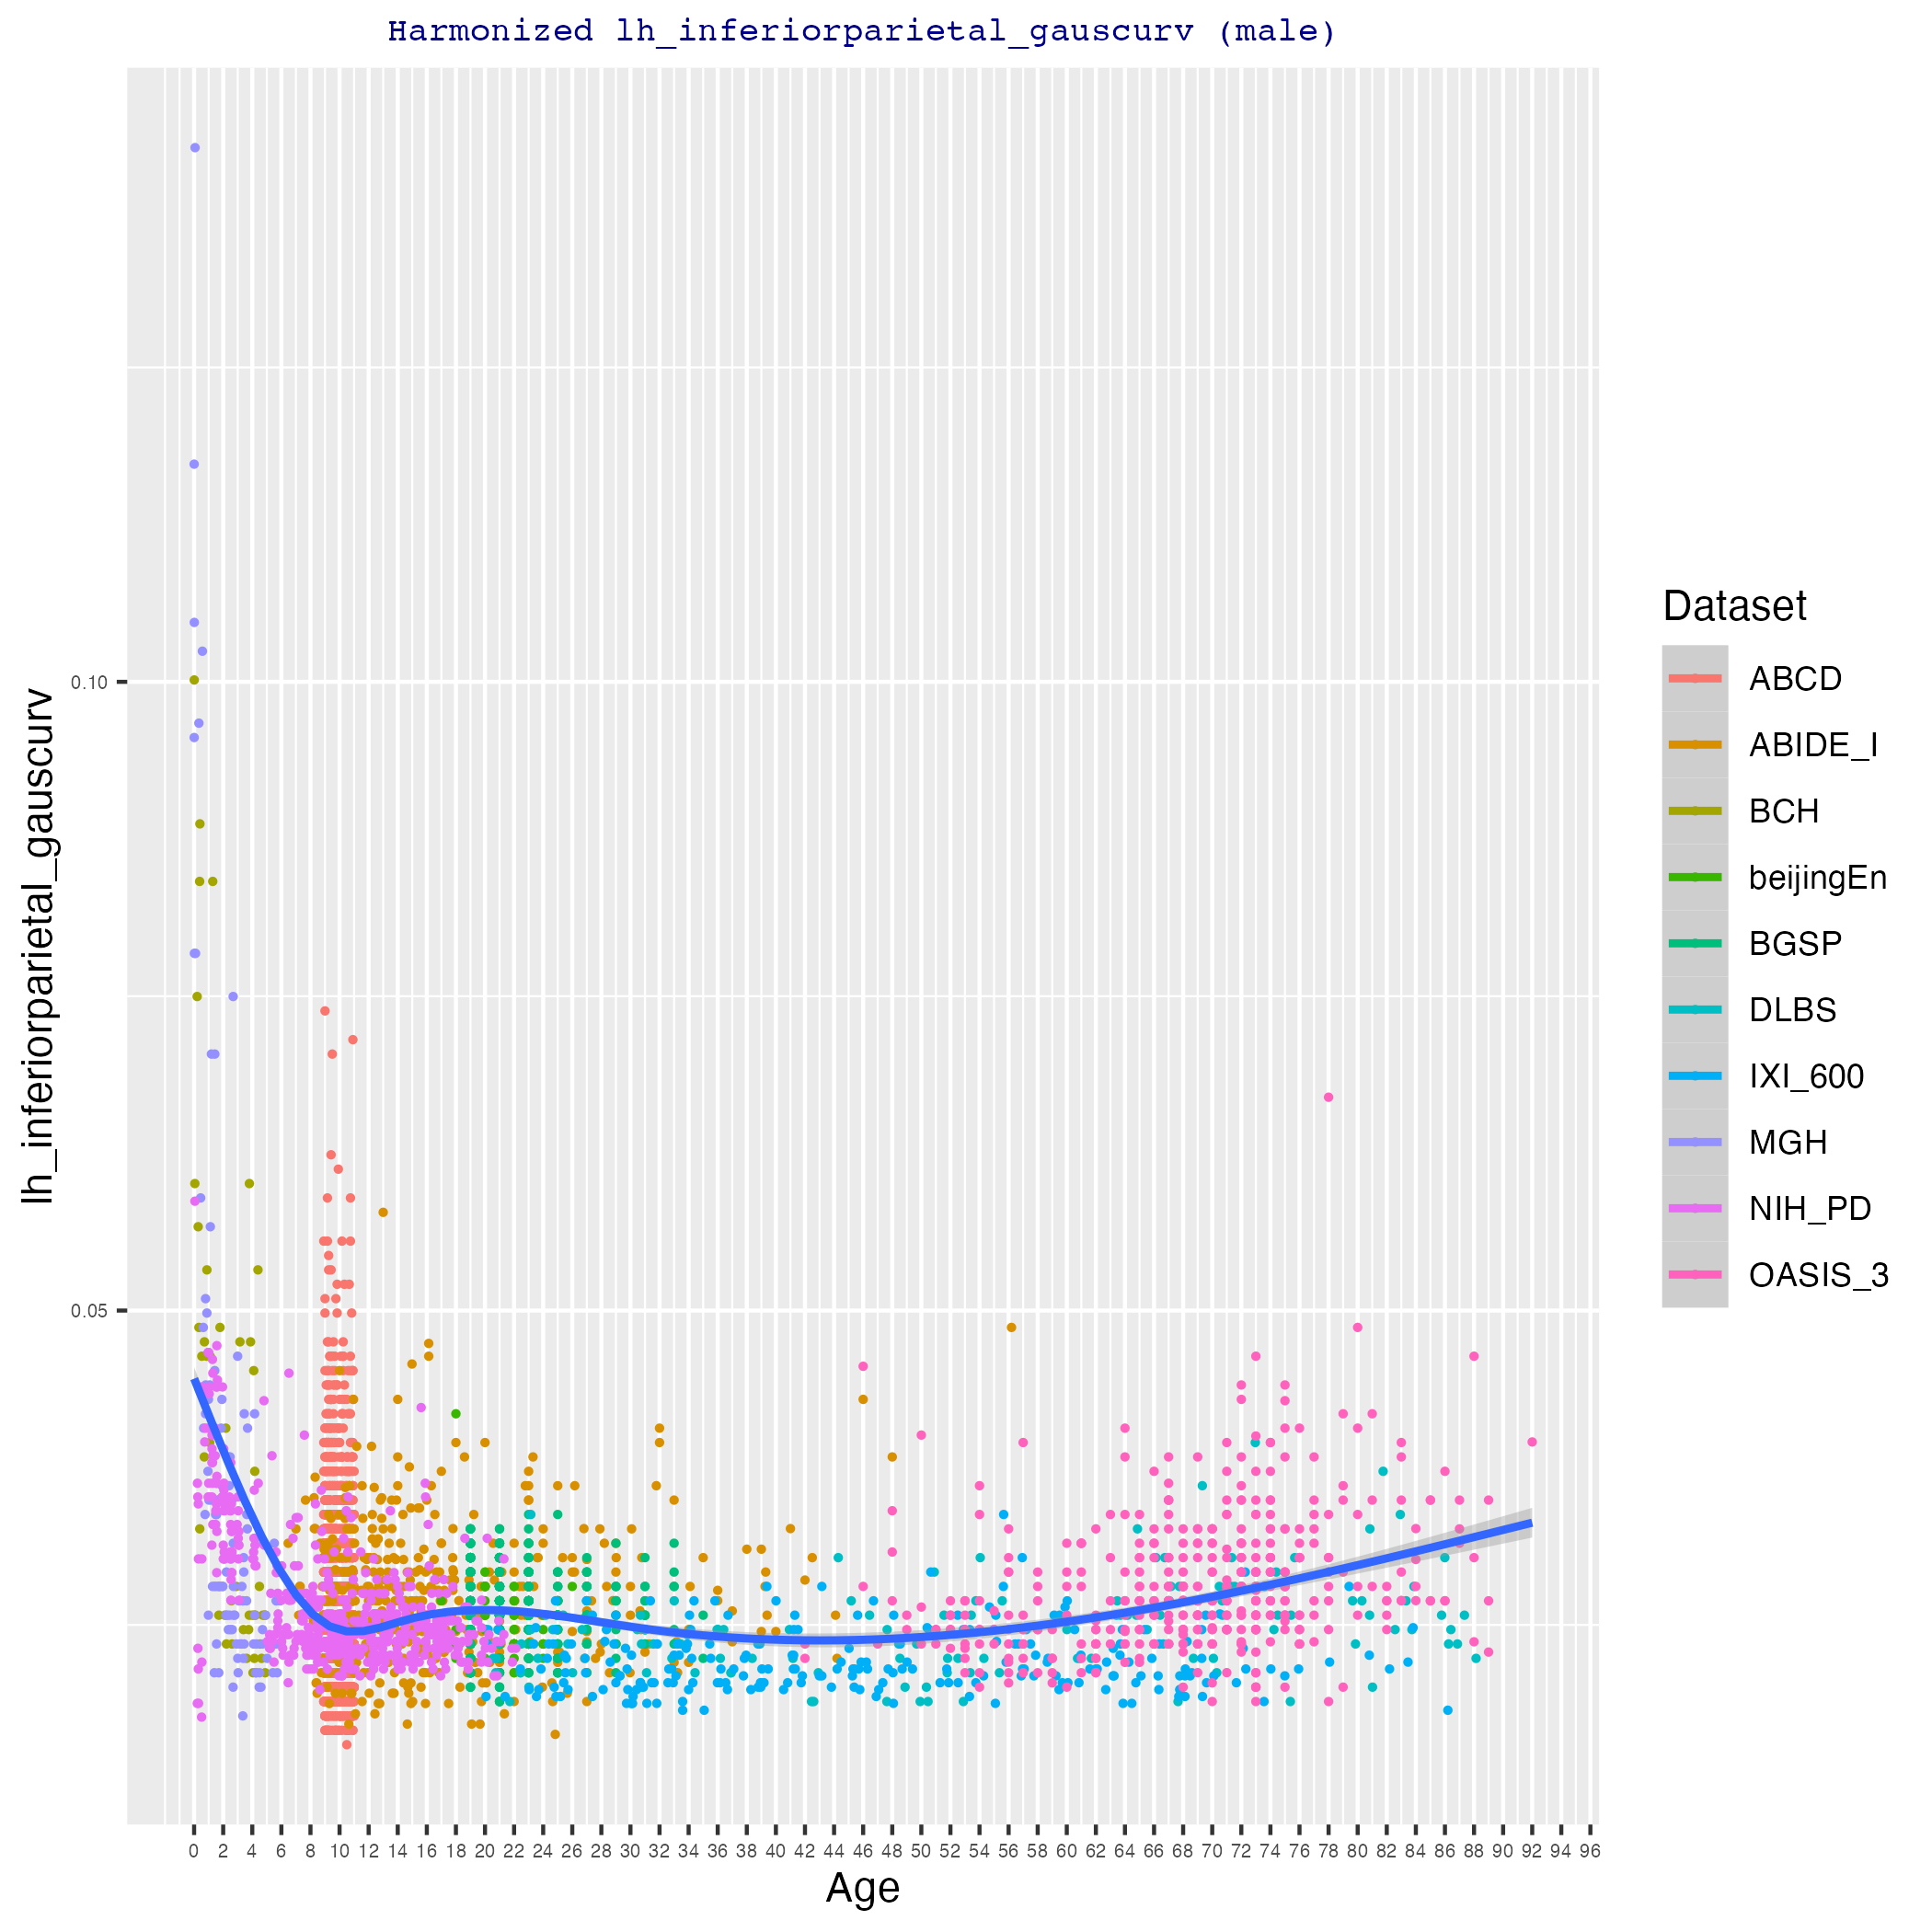 Harmonized lh_inferiorparietal_gauscurv (male)
lh_inferiorparietal_gauscurv
0.10
0.05
0 2 4 6 8 10 12 14 16 18 20 22 24 26 28 30 32 34 36 38 40 42 44 46 48 50 52 54 56 58 60 62 64 66 68 70 72 74 76 78 80 82 84 86 88 90 92 94 96
Age
Dataset
ABCD
ABIDE_I
BCH
beijingEn
BGSP
DLBS
IXI_600
MGH
NIH_PD
OASIS_3